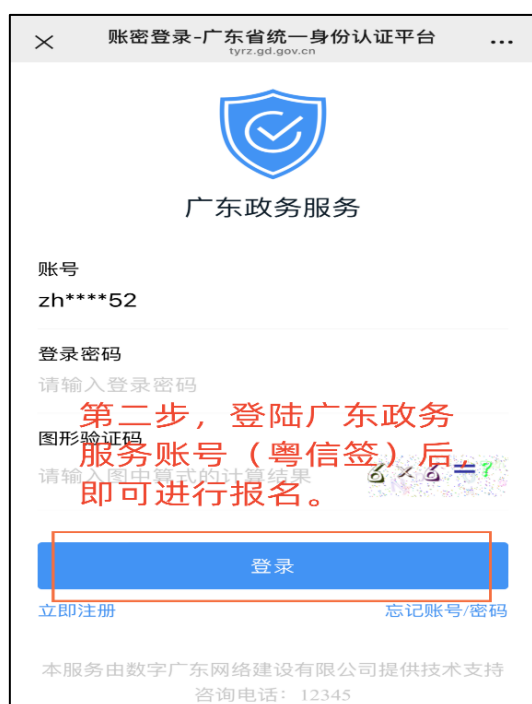 账密登录-广东省统一身份认证平台
tyrz.gd.gov.cn
广东政务服务
账号
zh****52
登录密码
请输入登录密码
第二步，登陆广东政务
图形验证码
服务账号（粤信签）后，
请输入图中算式的计算结果
6×6=?
即可进行报名。
登录
立即注册
忘记账号/密码
本服务由数字广东网络建设有限公司提供技术支持
咨询电话：12345